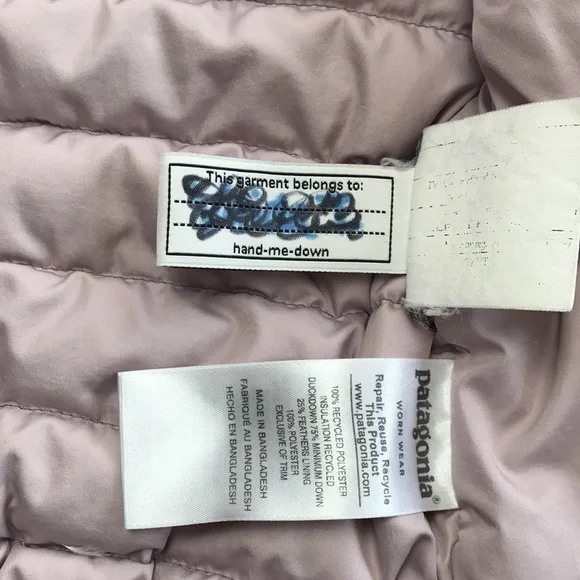 This garment belongs to:
hand-me-down
patagonia®
WORN WEAR
Repair, Reuse, Recycle
This Product
www.patagonia.com
100% RECYCLED POLYESTER
INSULATION RECYCLED
DUCKDOWN 75% MINIMUM DOWN
25% FEATHERS LINING
100% POLYESTER
EXCLUSIVE OF TRIM
MADE IN BANGLADESH
FABRIQUÉ AU BANGLADESH
HECHO EN BANGLADESH